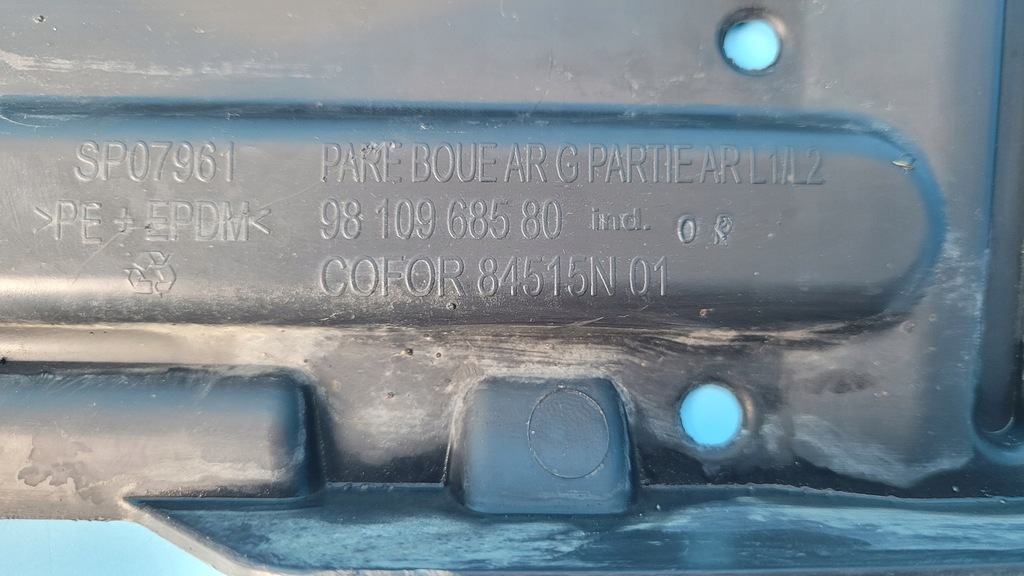 SP07961
>PE + EPDM<
PARE BOUE AR G PARTIE AR L1/L2
98 109 685 80 ind. 0
COFOR 84515N 01